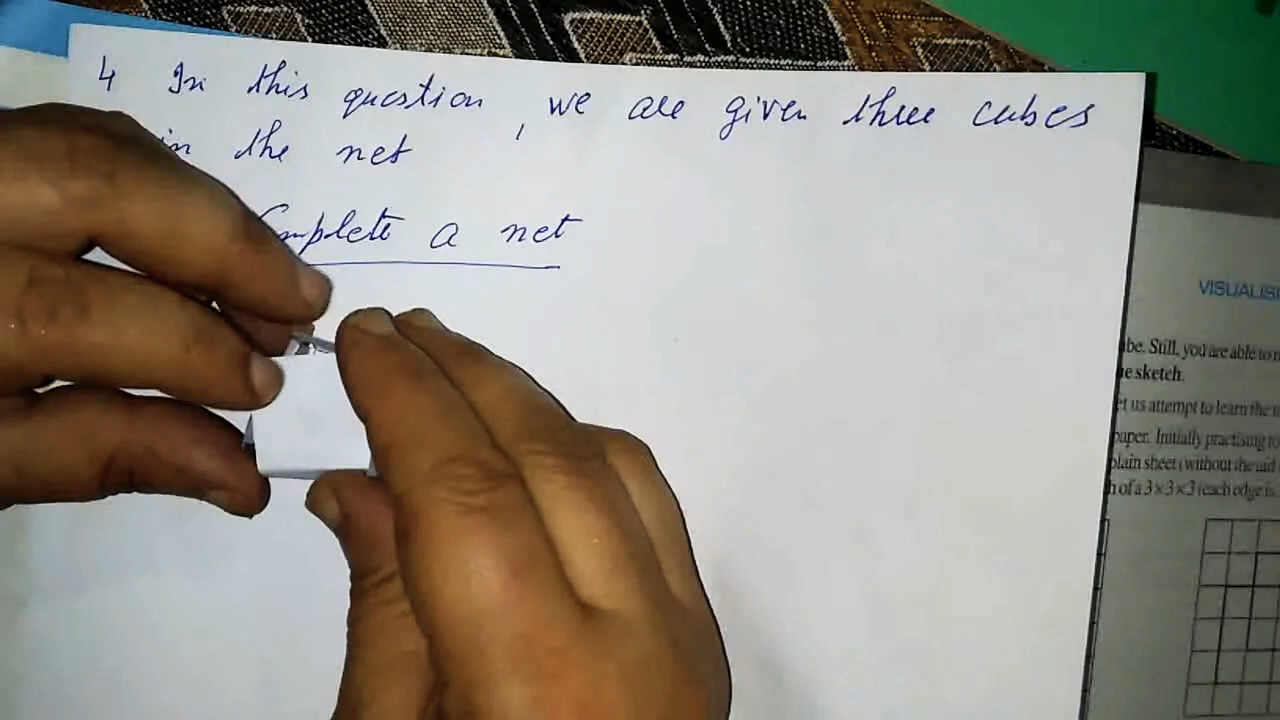 4 In this question, we are given three cubes
in the net
Complete a net
VISUALIS
be. Still, you are able to
e sketch.
et us attempt to learn the
paper. Initially practising
plain sheet (without the aid
h of a 3×3×3 (each edge is